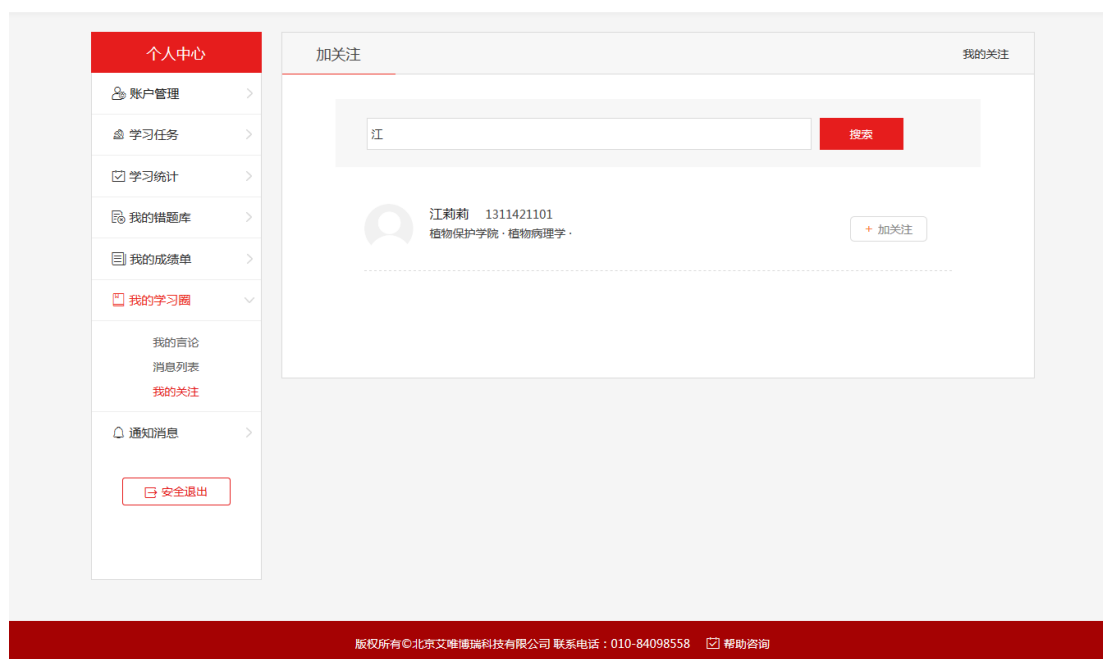 个人中心
账户管理
学习任务
学习统计
我的错题库
我的成绩单
我的学习圈
我的言论
消息列表
我的关注
通知消息
安全退出
加关注
我的关注
江
搜索
江莉莉 1311421101
植物保护学院 · 植物病理学 ·
+ 加关注
版权所有©北京艾唯博瑞科技有限公司 联系电话：010-84098558 帮助咨询